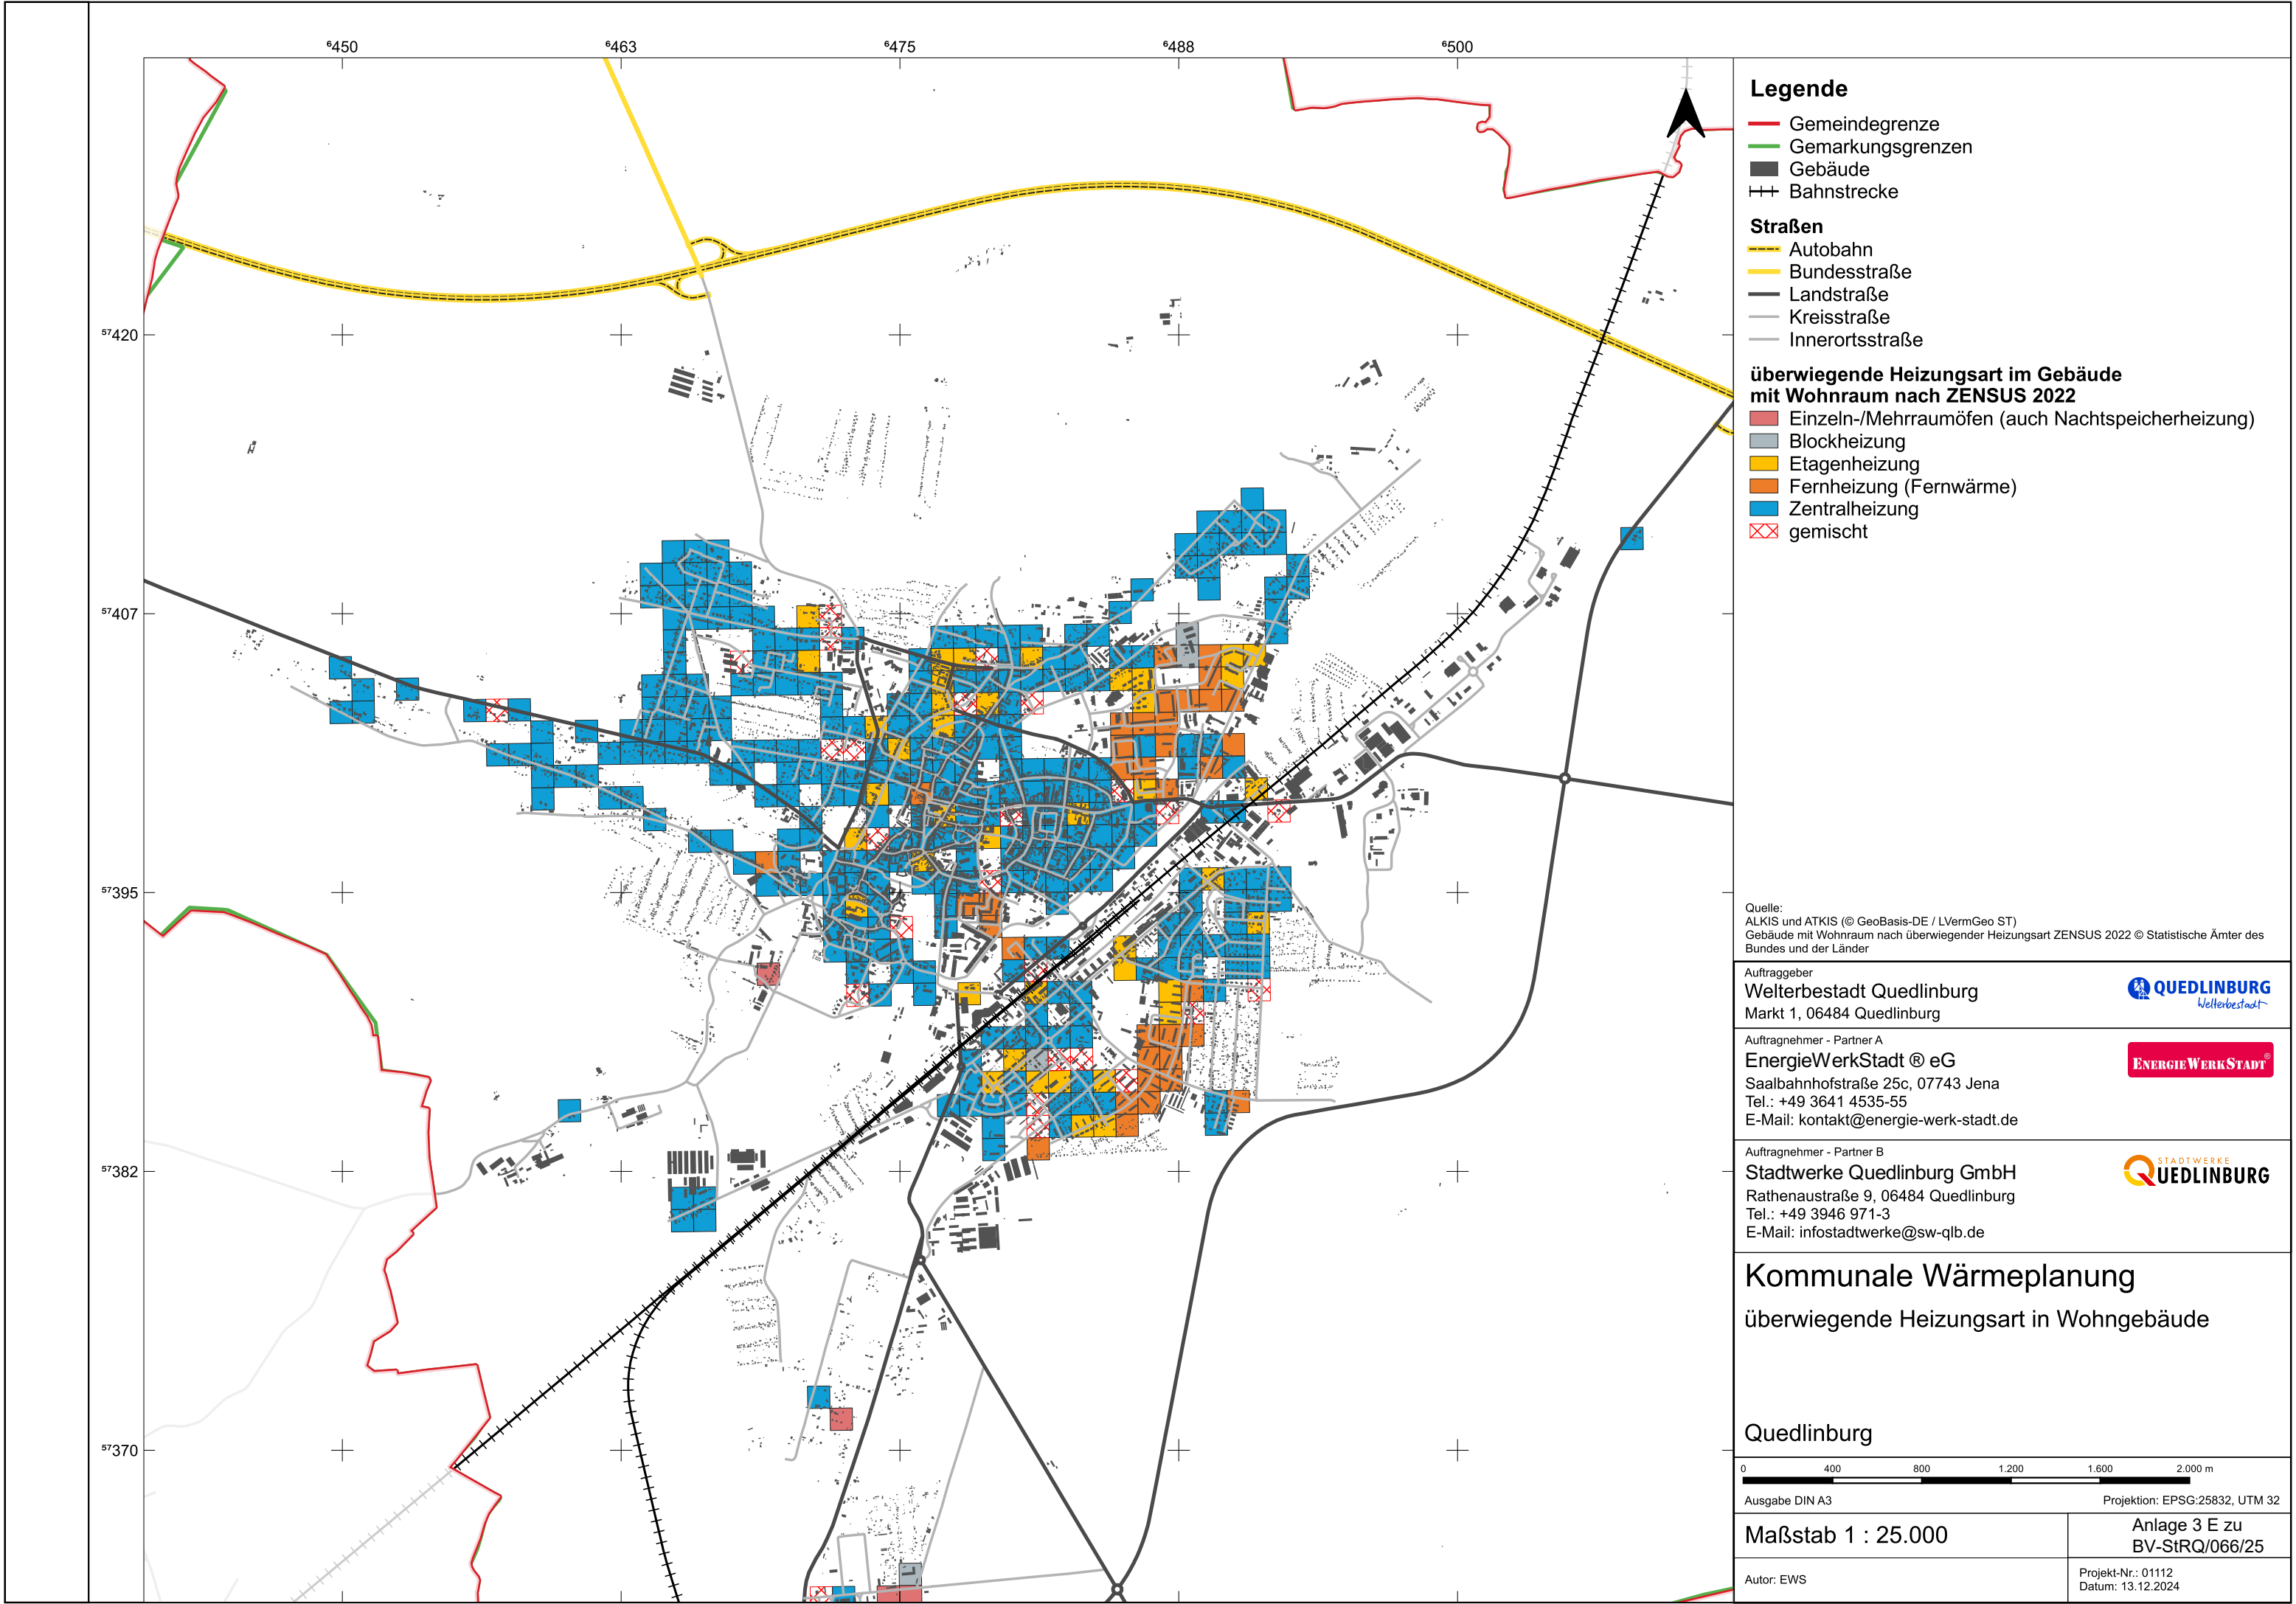 ⁶450 ⁶463 ⁶475 ⁶488 ⁶500
⁵⁷420
⁵⁷407
⁵⁷395
⁵⁷382
⁵⁷370
Legende
Gemeindegrenze
Gemarkungsgrenzen
Gebäude
Bahnstrecke
Straßen
Autobahn
Bundesstraße
Landstraße
Kreisstraße
Innerortsstraße
überwiegende Heizungsart im Gebäude
mit Wohnraum nach ZENSUS 2022
Einzeln-/Mehrraumöfen (auch Nachtspeicherheizung)
Blockheizung
Etagenheizung
Fernheizung (Fernwärme)
Zentralheizung
gemischt
Quelle:
ALKIS und ATKIS (© GeoBasis-DE / LVermGeo ST)
Gebäude mit Wohnraum nach überwiegender Heizungsart ZENSUS 2022 © Statistische Ämter des
Bundes und der Länder
Auftraggeber
Welterbestadt Quedlinburg
Markt 1, 06484 Quedlinburg
QUEDLINBURG
Welterbestadt
Auftragnehmer - Partner A
EnergieWerkStadt ® eG
Saalbahnhofstraße 25c, 07743 Jena
Tel.: +49 3641 4535-55
E-Mail: kontakt@energie-werk-stadt.de
ENERGIEWERKSTADT®
Auftragnehmer - Partner B
Stadtwerke Quedlinburg GmbH
Rathenaustraße 9, 06484 Quedlinburg
Tel.: +49 3946 971-3
E-Mail: infostadtwerke@sw-qlb.de
STADTWERKE
QUEDLINBURG
Kommunale Wärmeplanung
überwiegende Heizungsart in Wohngebäude
Quedlinburg
0 400 800 1.200 1.600 2.000 m
Ausgabe DIN A3 Projektion: EPSG:25832, UTM 32
Maßstab 1 : 25.000
Anlage 3 E zu
BV-StRQ/066/25
Autor: EWS
Projekt-Nr.: 01112
Datum: 13.12.2024